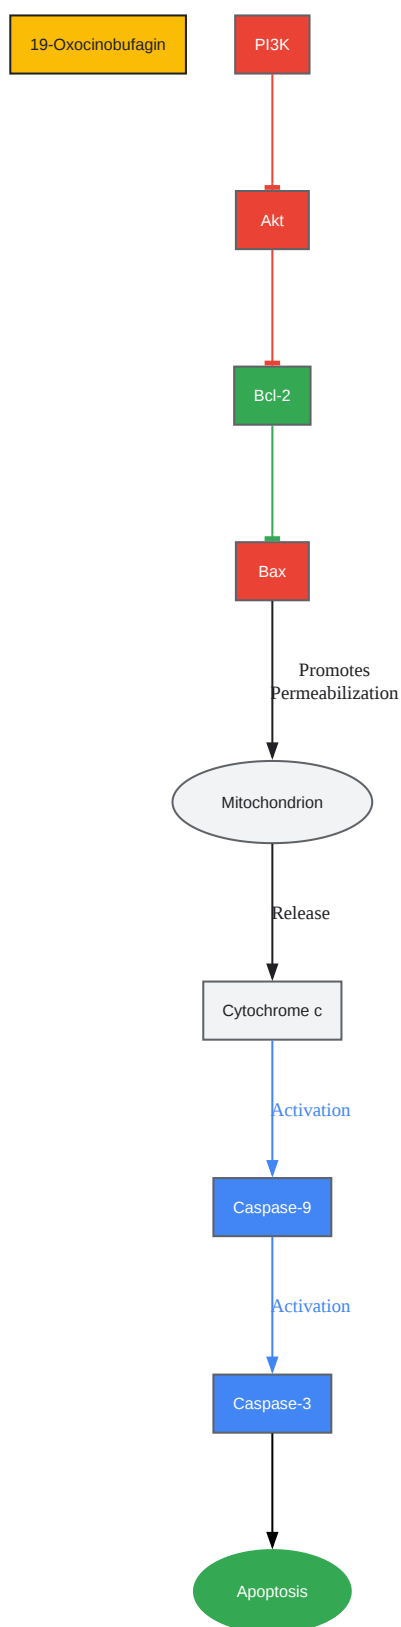 19-Oxocinobufagin
PI3K
Akt
Bcl-2
Bax
Promotes
Permeabilization
Mitochondrion
Release
Cytochrome c
Activation
Caspase-9
Activation
Caspase-3
Apoptosis